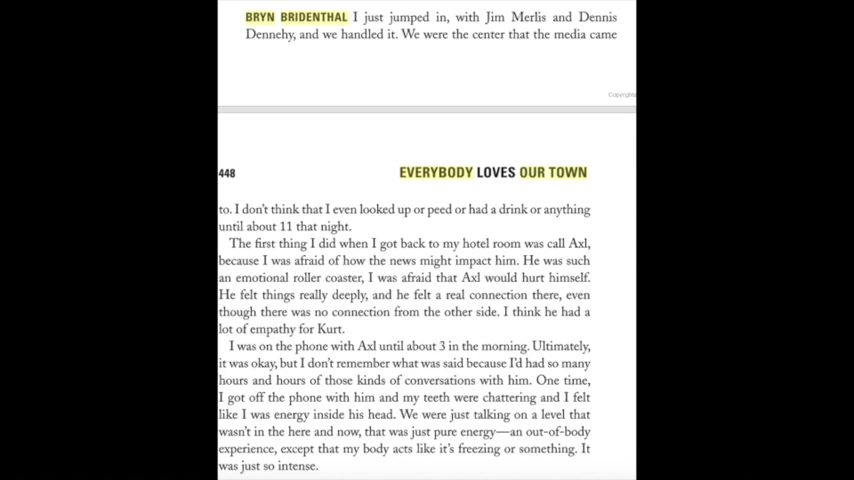 BRYN BRIDENTHAL I just jumped in, with Jim Merlis and Dennis
Dennehy, and we handled it. We were the center that the media came
Copyrighte
448
EVERYBODY LOVES OUR TOWN
to. I don't think that I even looked up or peed or had a drink or anything
until about 11 that night.
The first thing I did when I got back to my hotel room was call Axl,
because I was afraid of how the news might impact him. He was such
an emotional roller coaster, I was afraid that Axl would hurt himself.
He felt things really deeply, and he felt a real connection there, even
though there was no connection from the other side. I think he had a
lot of empathy for Kurt.
I was on the phone with Axl until about 3 in the morning. Ultimately,
it was okay, but I don't remember what was said because I'd had so many
hours and hours of those kinds of conversations with him. One time,
I got off the phone with him and my teeth were chattering and I felt
like I was energy inside his head. We were just talking on a level that
wasn't in the here and now, that was just pure energy—an out-of-body
experience, except that my body acts like it's freezing or something. It
was just so intense.